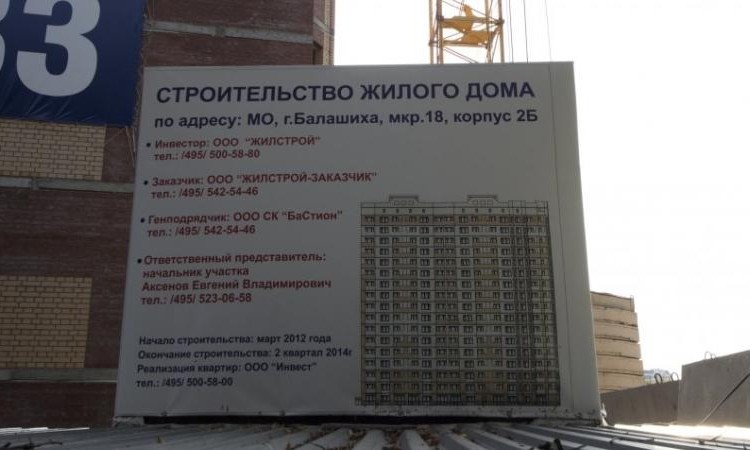 33
СТРОИТЕЛЬСТВО ЖИЛОГО ДОМА
по адресу: МО, г.Балашиха, мкр.18, корпус 2Б
• Инвестор: ООО "ЖИЛСТРОЙ"
тел.: /495/ 500-58-80
• Заказчик: ООО "ЖИЛСТРОЙ-ЗАКАЗЧИК"
тел.: /495/ 542-54-46
• Генподрядчик: ООО СК "БаСтион"
тел.: /495/ 542-54-46
• Ответственный представитель:
начальник участка
Аксенов Евгений Владимирович
тел.: /495/ 523-06-58
Начало строительства: март 2012 года
Окончание строительства: 2 квартал 2014г
Реализация квартир: ООО "Инвест"
тел.: /495/ 500-58-00